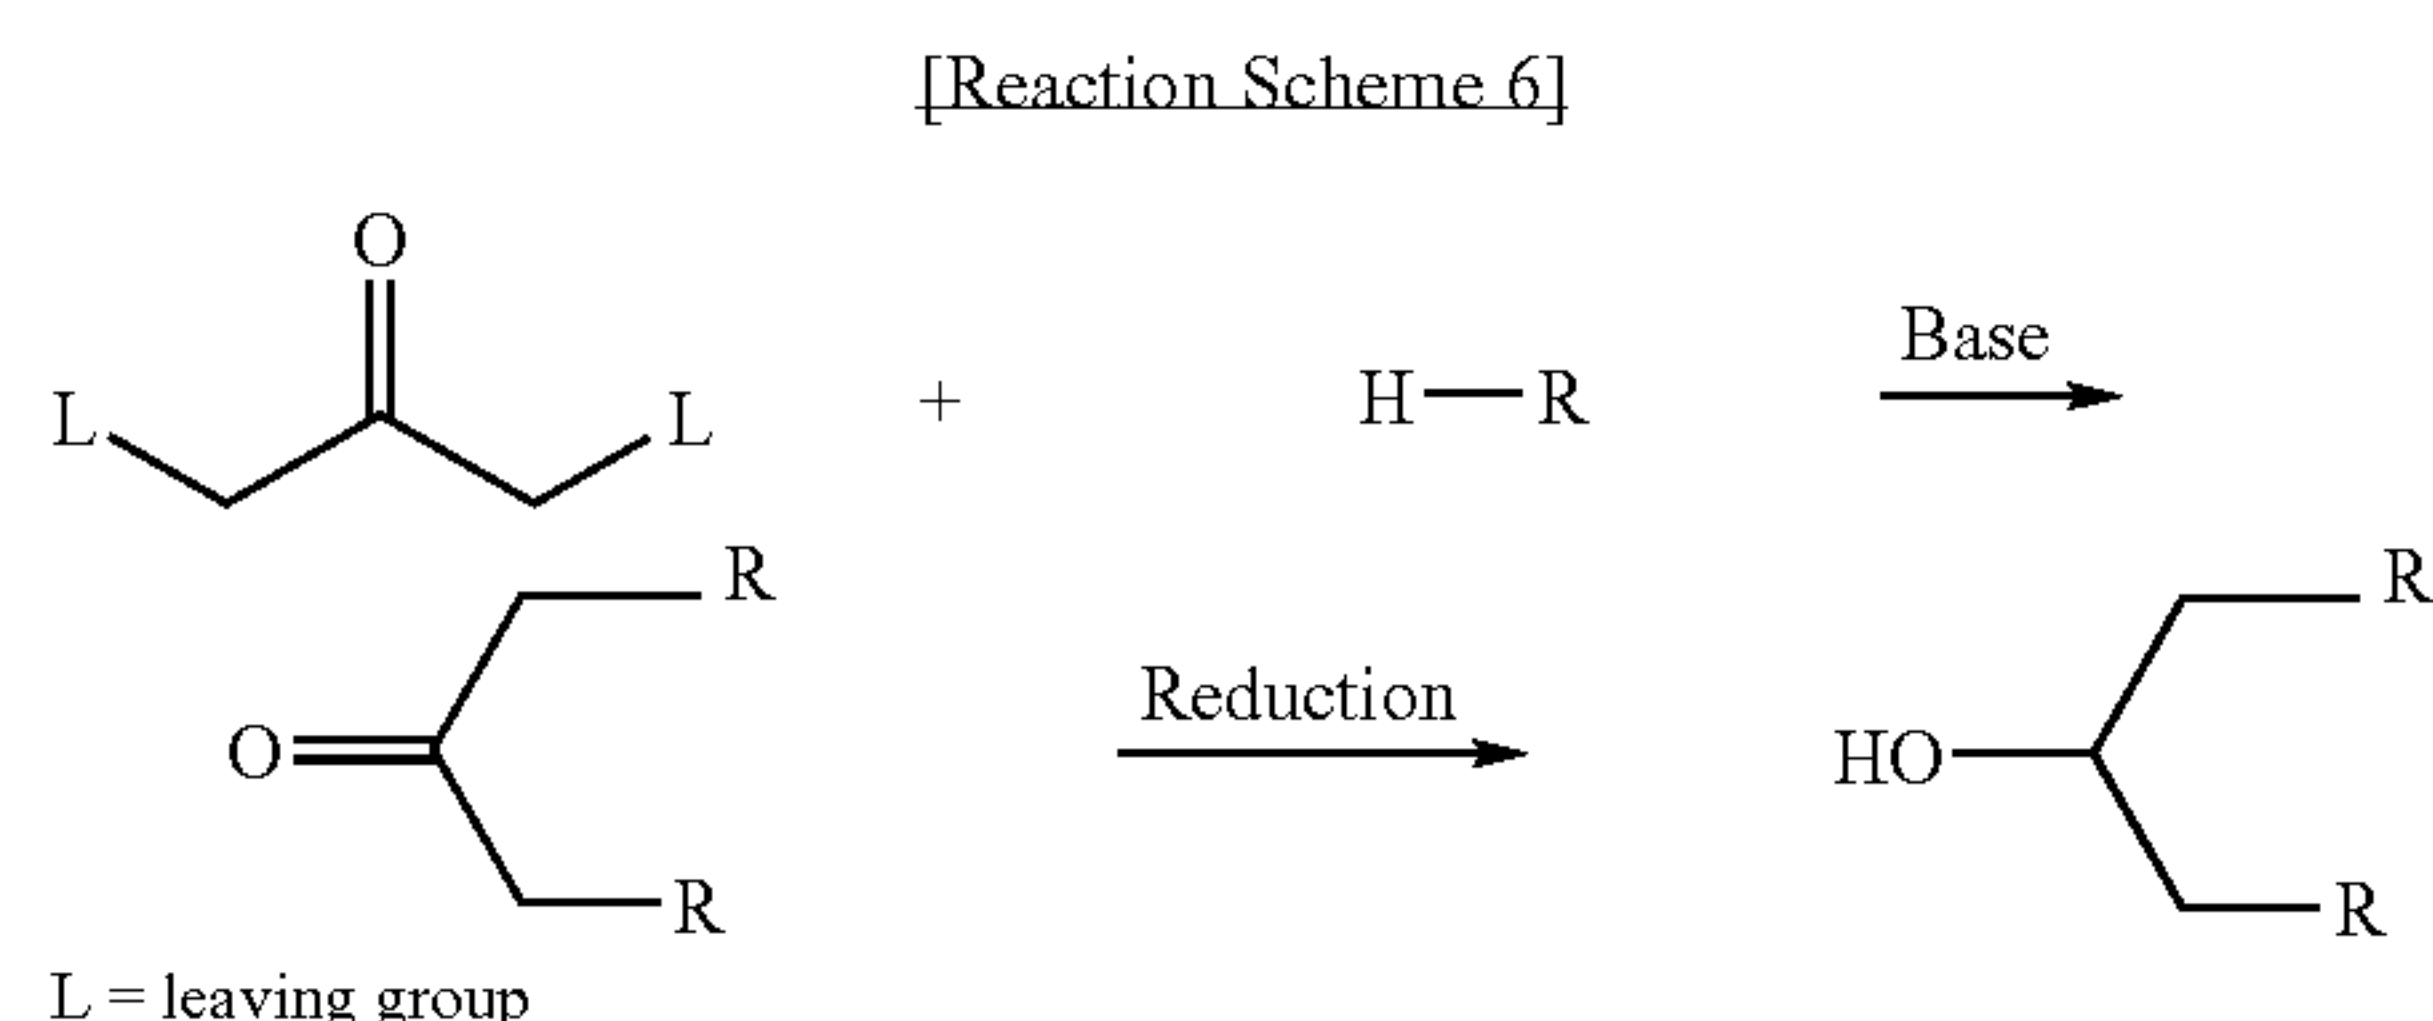 [Reaction Scheme 6]
O
L L + H R Base
R R
O Reduction HO
R R
L = leaving group